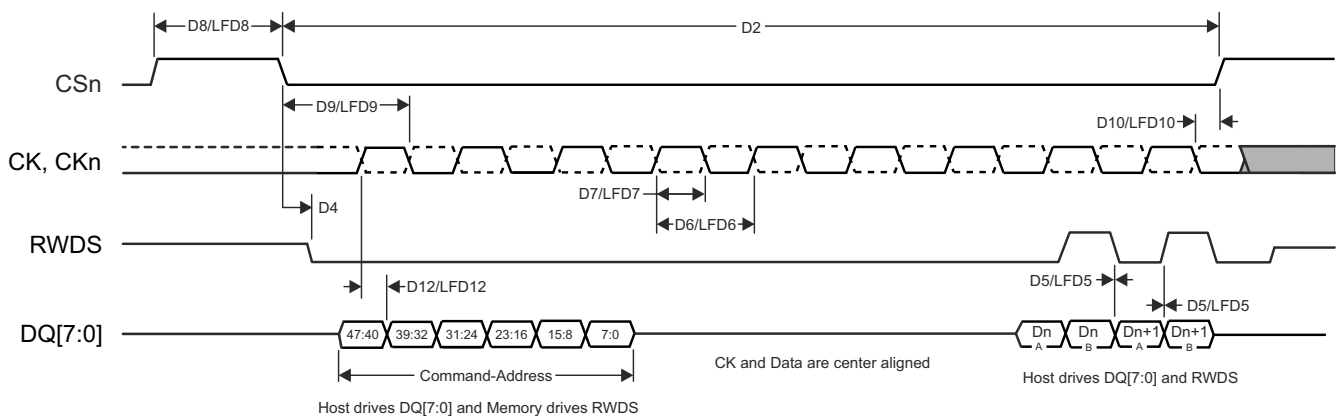 D8/LFD8
D2
CSn
D9/LFD9
D10/LFD10
CK, CKn
D7/LFD7
D4
D6/LFD6
RWDS
D12/LFD12
D5/LFD5
D5/LFD5
DQ[7:0]
47:40 39:32 31:24 23:16 15:8 7:0
Dn A Dn B Dn+1 A Dn+1 B
CK and Data are center aligned
Command-Address
Host drives DQ[7:0] and RWDS
Host drives DQ[7:0] and Memory drives RWDS